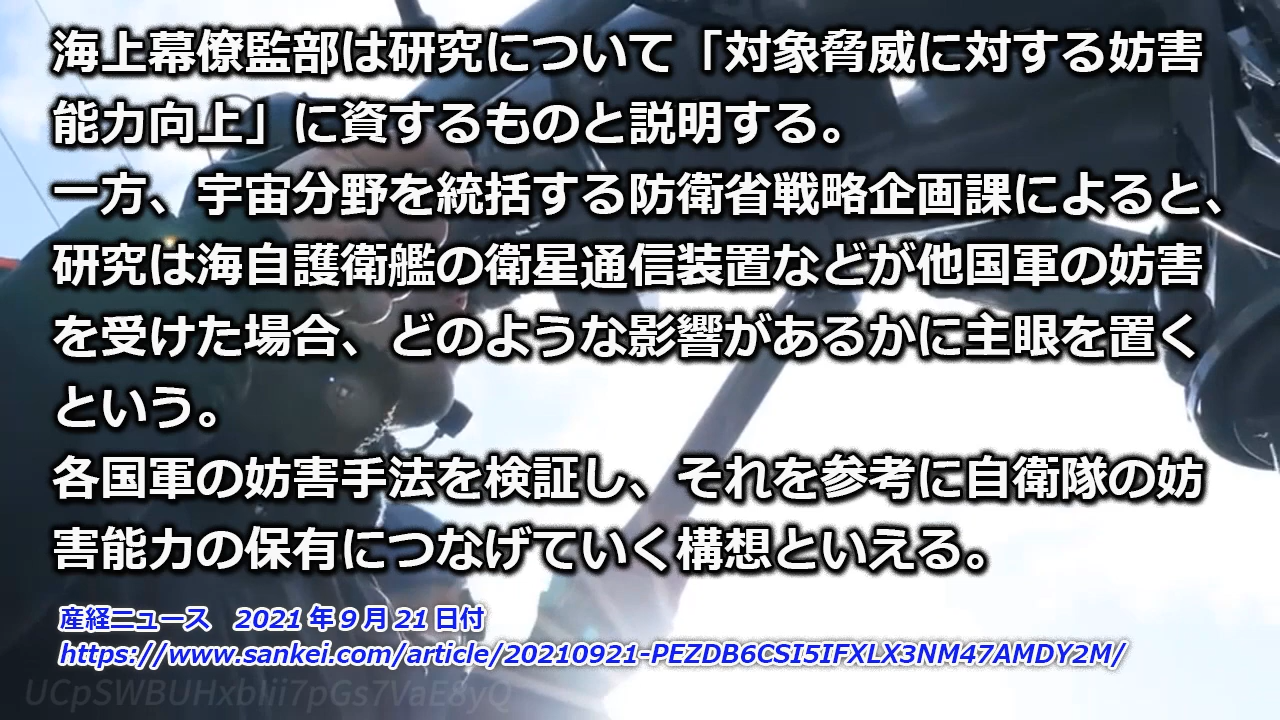 海上幕僚監部は研究について「対象脅威に対する妨害
能力向上」に資するものと説明する。
一方、宇宙分野を統括する防衛省戦略企画課によると、
研究は海自護衛艦の衛星通信装置などが他国軍の妨害
を受けた場合、どのような影響があるかに主眼を置く
という。
各国軍の妨害手法を検証し、それを参考に自衛隊の妨
害能力の保有につなげていく構想といえる。
産経ニュース　2021年9月21日付
https://www.sankei.com/article/20210921-PEZDB6CSI5IFXLX3NM47AMDY2M/